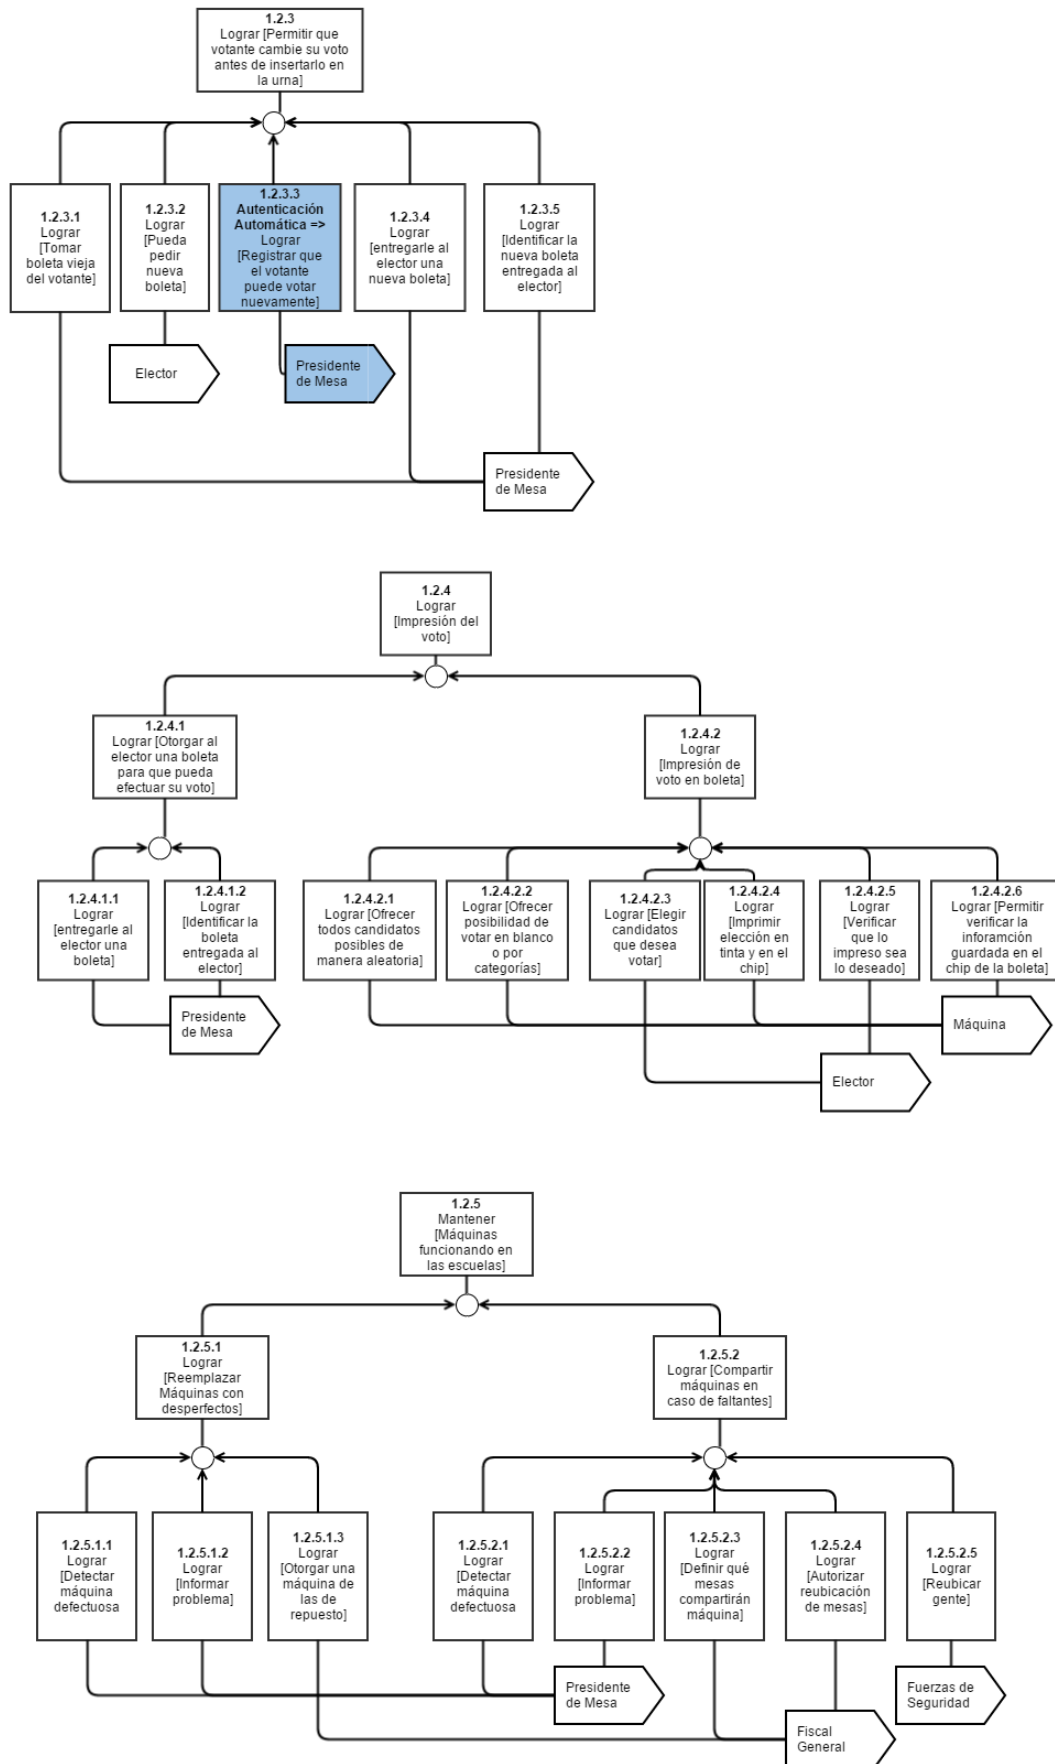 1.2.3
Lograr [Permitir que
votante cambie su voto
antes de insertarlo en
la urna]
1.2.3.1
Lograr
[Tomar
boleta vieja
del votante]
1.2.3.2
Lograr
[Pueda
pedir
nueva
boleta]
1.2.3.3
Autenticación
Automática =>
Lograr
[Registrar que
el votante
puede votar
nuevamente]
1.2.3.4
Lograr
[entregarle al
elector una
nueva boleta]
1.2.3.5
Lograr
[Identificar la
nueva boleta
entregada al
elector]
Elector
Presidente
de Mesa
Presidente
de Mesa
1.2.4
Lograr
[Impresión del
voto]
1.2.4.1
Lograr [Otorgar al
elector una boleta
para que pueda
efectuar su voto]
1.2.4.2
Lograr
[Impresión de
voto en boleta]
1.2.4.1.1
Lograr
[entregarle al
elector una
boleta]
1.2.4.1.2
Lograr
[Identificar la
boleta
entregada al
elector]
1.2.4.2.1
Lograr [Ofrecer
todos candidatos
posibles de
manera aleatoria]
1.2.4.2.2
Lograr [Ofrecer
posibilidad de
votar en blanco
o por
categorías]
1.2.4.2.3
Lograr [Elegir
candidatos
que desea
votar]
1.2.4.2.4
Lograr
[Imprimir
elección en
tinta y en el
chip]
1.2.4.2.5
Lograr
[Verificar
que lo
impreso sea
lo deseado]
1.2.4.2.6
Lograr [Permitir
verificar la
inforamción
guardada en el
chip de la boleta]
Presidente
de Mesa
Máquina
Elector
1.2.5
Mantener
[Máquinas
funcionando en
las escuelas]
1.2.5.1
Lograr
[Reemplazar
Máquinas con
desperfectos]
1.2.5.2
Lograr [Compartir
máquinas en
caso de faltantes]
1.2.5.1.1
Lograr
[Detectar
máquina
defectuosa
1.2.5.1.2
Lograr
[Informar
problema]
1.2.5.1.3
Lograr
[Otorgar una
máquina de
las de
repuesto]
1.2.5.2.1
Lograr
[Detectar
máquina
defectuosa
1.2.5.2.2
Lograr
[Informar
problema]
1.2.5.2.3
Lograr
[Definir qué
mesas
compartirán
máquina]
1.2.5.2.4
Lograr
[Autorizar
reubicación
de mesas]
1.2.5.2.5
Lograr
[Reubicar
gente]
Presidente
de Mesa
Fuerzas de
Seguridad
Fiscal
General